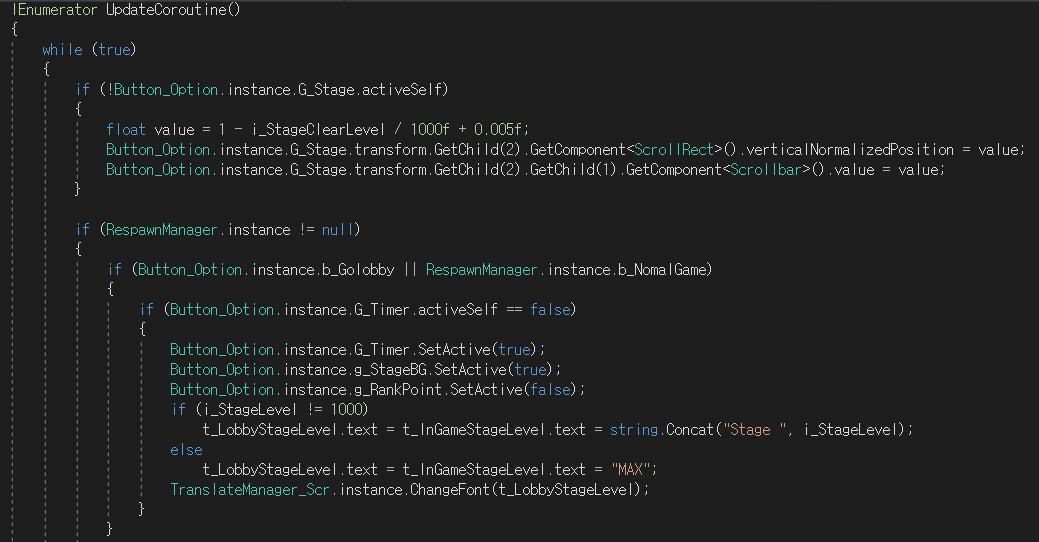 IEnumerator UpdateCoroutine()
{
while (true)
{
if (!Button_Option.instance.G_Stage.activeSelf)
{
float value = 1 - i_StageClearLevel / 1000f + 0.005f;
Button_Option.instance.G_Stage.transform.GetChild(2).GetComponent<ScrollRect>().verticalNormalizedPosition = value;
Button_Option.instance.G_Stage.transform.GetChild(2).GetChild(1).GetComponent<Scrollbar>().value = value;
}
if (RespawnManager.instance != null)
{
if (Button_Option.instance.b_Golobby || RespawnManager.instance.b_NomalGame)
{
if (Button_Option.instance.G_Timer.activeSelf == false)
{
Button_Option.instance.G_Timer.SetActive(true);
Button_Option.instance.g_StageBG.SetActive(true);
Button_Option.instance.g_RankPoint.SetActive(false);
if (i_StageLevel != 1000)
t_LobbyStageLevel.text = t_InGameStageLevel.text = string.Concat("Stage ", i_StageLevel);
else
t_LobbyStageLevel.text = t_InGameStageLevel.text = "MAX";
TranslateManager_Scr.instance.ChangeFont(t_LobbyStageLevel);
}
}